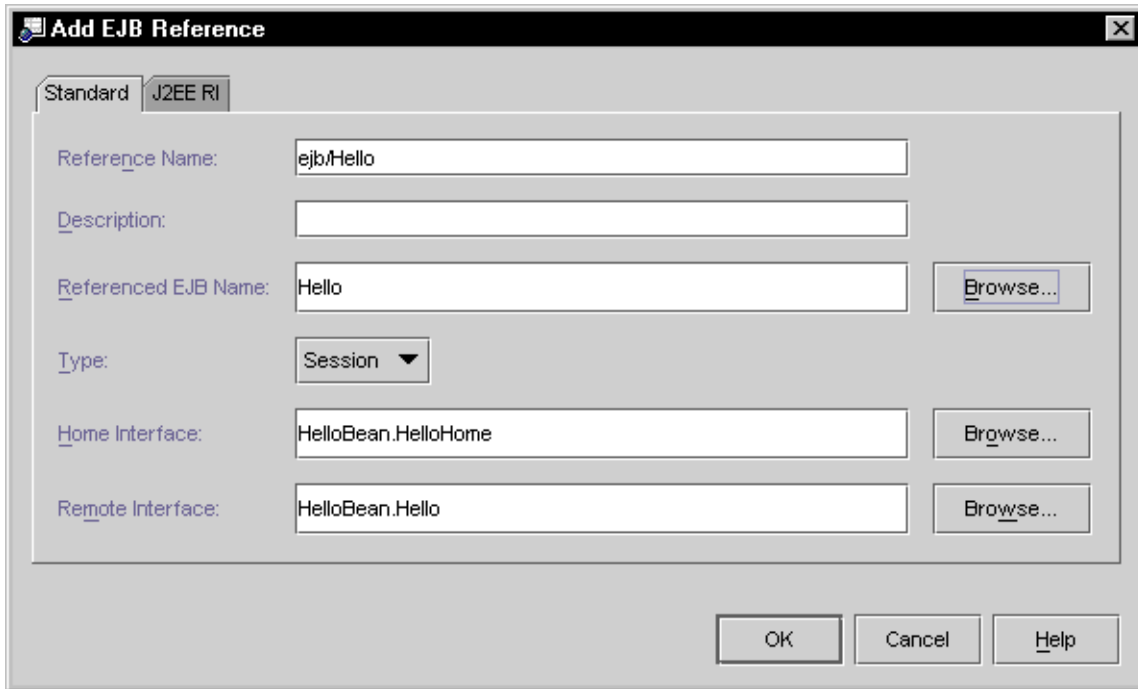 Add EJB Reference
Standard J2EE RI
Reference Name: ejb/Hello
Description:
Referenced EJB Name: Hello Browse...
Type: Session
Home Interface: HelloBean.HelloHome Browse...
Remote Interface: HelloBean.Hello Browse...
OK Cancel Help